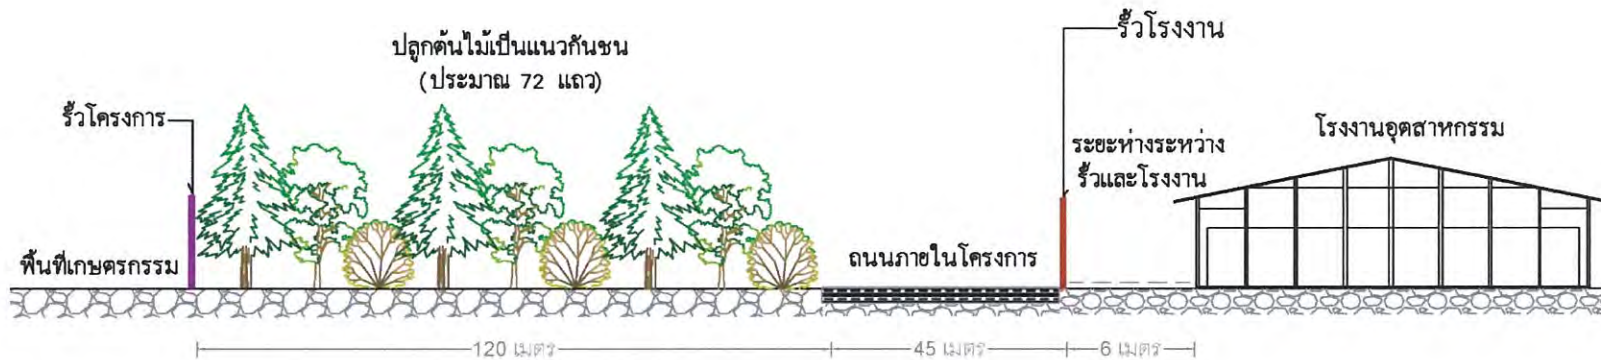 รั้วโรงงาน
ปลูกต้นไม้เป็นแนวกันชน
(ประมาณ 72 แถว)
รั้วโครงการ
โรงงานอุตสาหกรรม
ระยะห่างระหว่าง
รั้วและโรงงาน
พื้นที่เกษตรกรรม
ถนนภายในโครงการ
120 เมตร
45 เมตร
6 เมตร